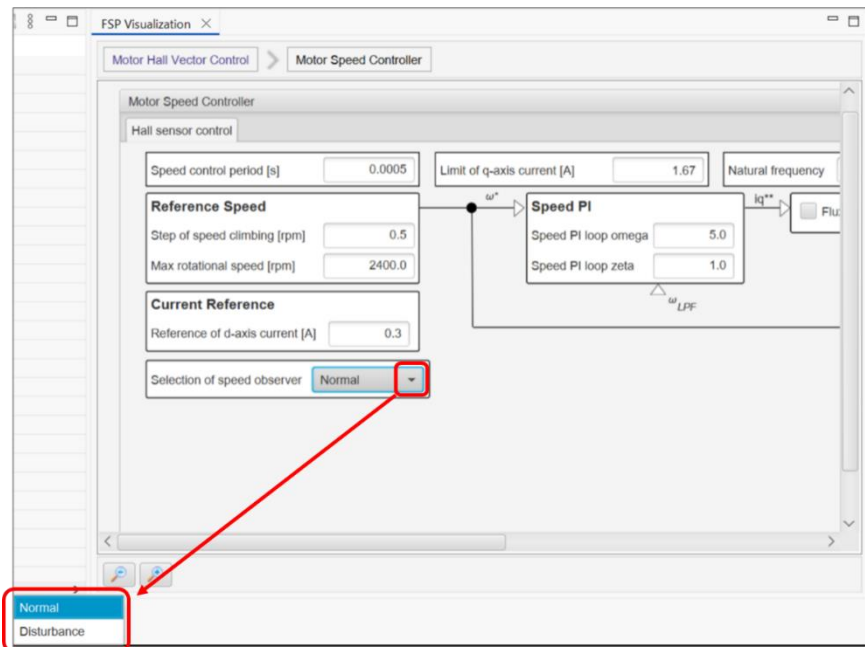 FSP Visualization
Motor Hall Vector Control
Motor Speed Controller
Motor Speed Controller
Hall sensor control
Speed control period [s]
0.0005
Limit of q-axis current [A]
1.67
Natural frequency
Reference Speed
Step of speed climbing [rpm]
0.5
Max rotational speed [rpm]
2400.0
ω*
Speed PI
Speed PI loop omega
5.0
Speed PI loop zeta
1.0
iq**
ω LPF
Current Reference
Reference of d-axis current [A]
0.3
Selection of speed observer
Normal
Normal
Disturbance